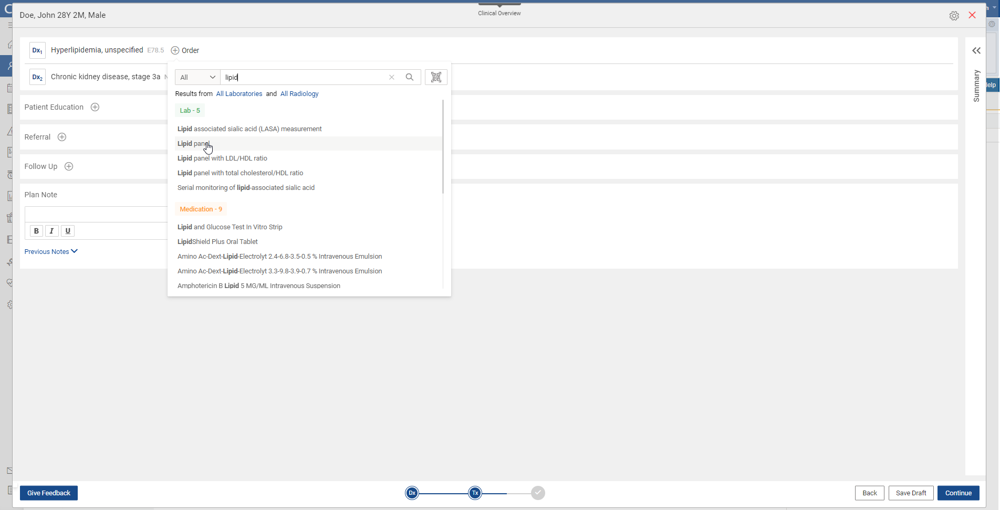 Doe, John 28Y 2M, Male
Clinical Overview
Dx1 Hyperlipidemia, unspecified E78.5 Order
Dx2 Chronic kidney disease, stage 3a
All lipid
Results from All Laboratories and All Radiology
Lab - 5
Lipid associated sialic acid (LASA) measurement
Lipid panel
Lipid panel with LDL/HDL ratio
Lipid panel with total cholesterol/HDL ratio
Serial monitoring of lipid-associated sialic acid
Medication - 9
Lipid and Glucose Test In Vitro Strip
LipidShield Plus Oral Tablet
Amino Ac-Dext-Lipid-Electrolyt 2.4-6.8-3.5-0.5 % Intravenous Emulsion
Amino Ac-Dext-Lipid-Electrolyt 3.3-9.8-3.9-0.7 % Intravenous Emulsion
Amphotericin B Lipid 5 MG/ML Intravenous Suspension
Patient Education
Referral
Follow Up
Plan Note
B I U
Previous Notes
Summary
Give Feedback
Dx
Tx
Back
Save Draft
Continue